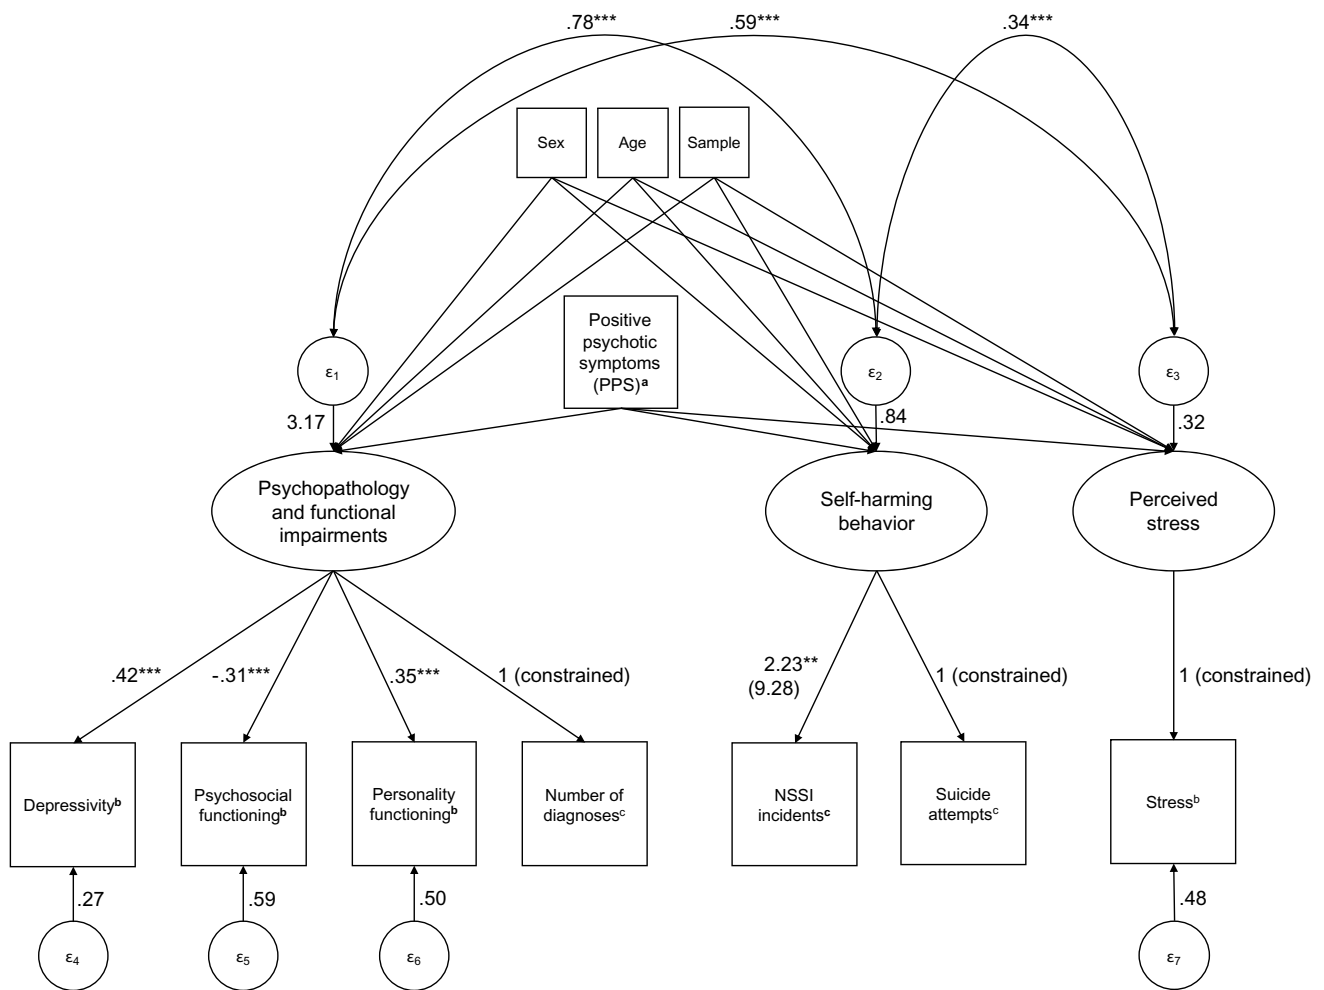 .78***
.59***
.34***
Sex
Age
Sample
Positive
psychotic
symptoms
(PPS)a
ε1
ε2
ε3
3.17
.84
.32
Psychopathology
and functional
impairments
Self-harming
behavior
Perceived
stress
.42***
-.31***
.35***
1 (constrained)
2.23**
(9.28)
1 (constrained)
1 (constrained)
Depressivityb
Psychosocial
functioningb
Personality
functioningb
Number of
diagnosesc
NSSI
incidentsc
Suicide
attemptsc
Stressb
.27
.59
.50
.48
ε4
ε5
ε6
ε7